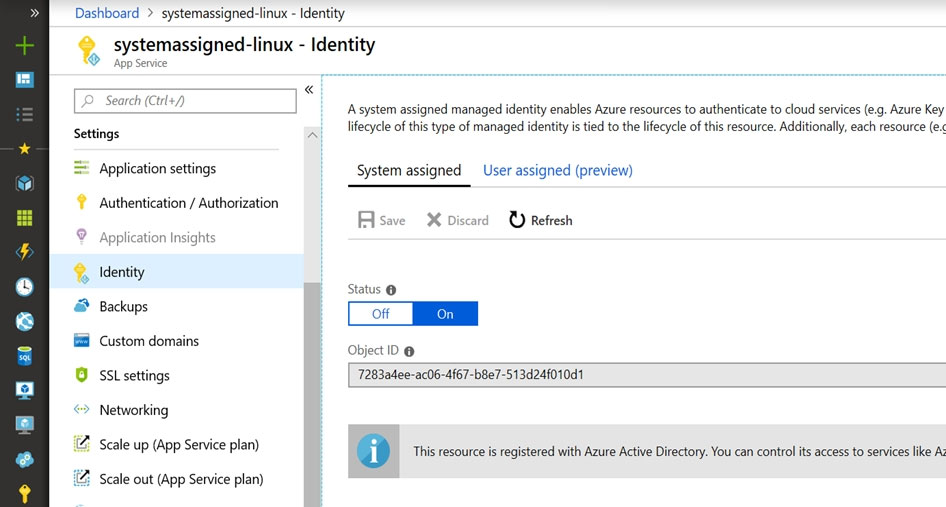 » Dashboard > systemassigned-linux - Identity
systemassigned-linux - Identity
App Service
Search (Ctrl+/)
«
Settings
Application settings
Authentication / Authorization
Application Insights
Identity
Backups
Custom domains
SSL settings
Networking
Scale up (App Service plan)
Scale out (App Service plan)
SQL
A system assigned managed identity enables Azure resources to authenticate to cloud services (e.g. Azure Key
lifecycle of this type of managed identity is tied to the lifecycle of this resource. Additionally, each resource (e.g
System assigned User assigned (preview)
Save Discard Refresh
Status
Off On
Object ID
7283a4ee-ac06-4f67-b8e7-513d24f010d1
This resource is registered with Azure Active Directory. You can control its access to services like Az